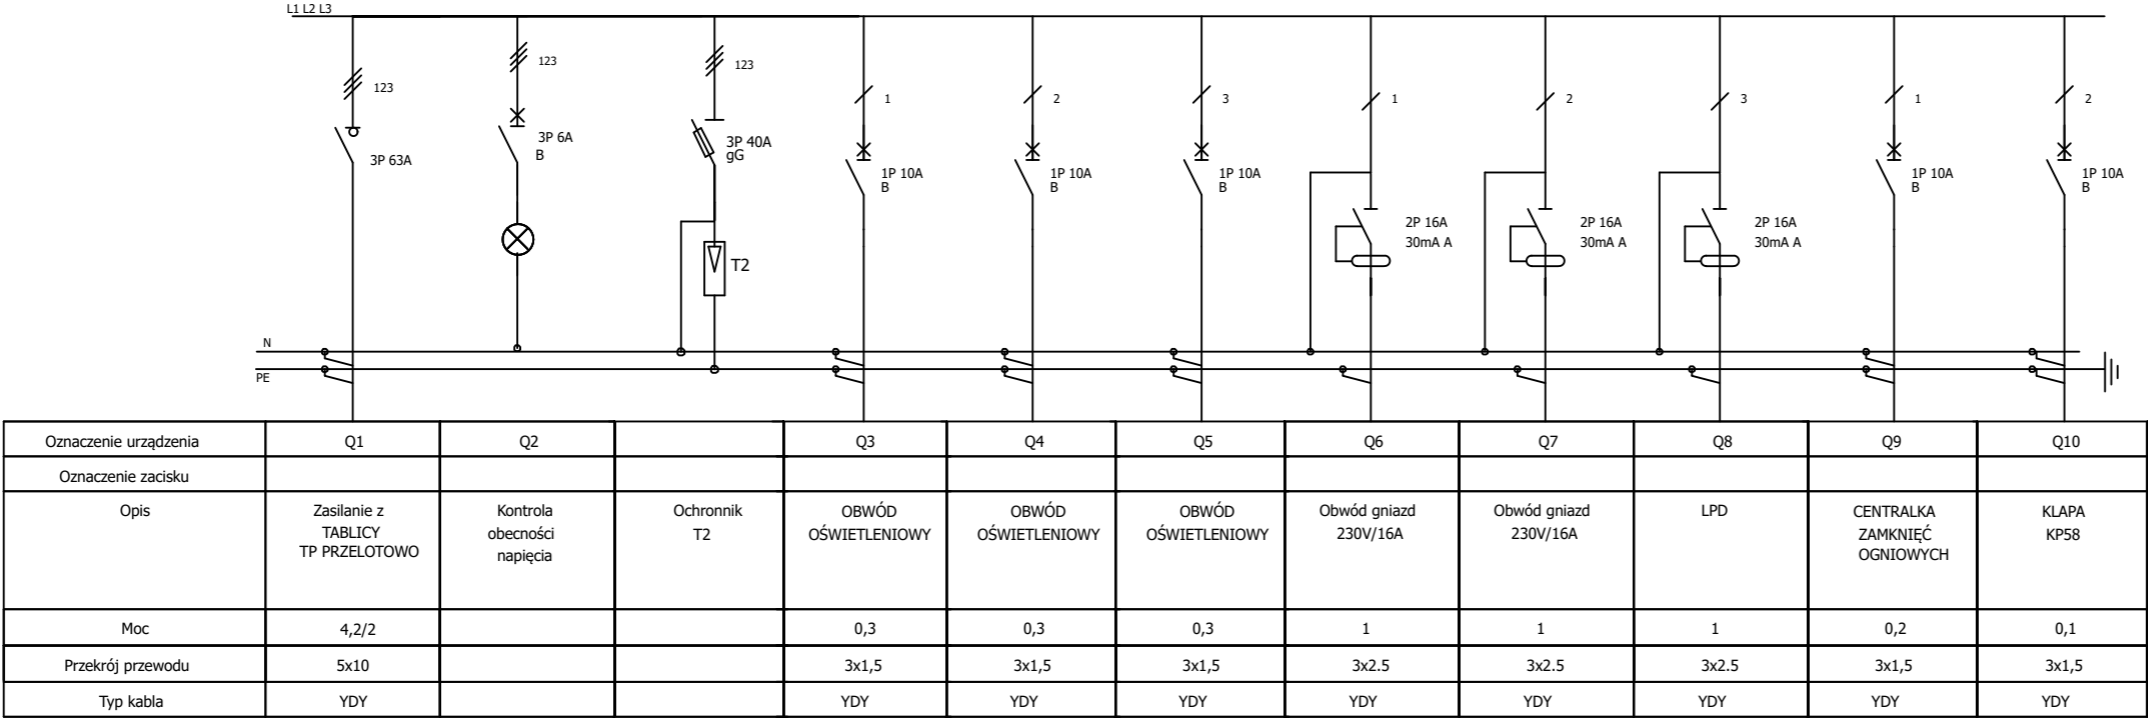 L1 L2 L3
123
123
123
1
2
3
1
2
3
1
2
3P 63A
3P 6A
B
3P 40A
gG
1P 10A
B
1P 10A
B
1P 10A
B
2P 16A
30mA A
2P 16A
30mA A
2P 16A
30mA A
1P 10A
B
1P 10A
B
T2
N
PE
Oznaczenie urządzenia Q1 Q2 Q3 Q4 Q5 Q6 Q7 Q8 Q9 Q10
Oznaczenie zacisku
Opis
Zasilanie z
TABLICY
TP PRZELOTOWO
Kontrola
obecności
napięcia
Ochronnik
T2
OBWÓD
OŚWIETLENIOWY
OBWÓD
OŚWIETLENIOWY
OBWÓD
OŚWIETLENIOWY
Obwód gniazd
230V/16A
Obwód gniazd
230V/16A
LPD
CENTRALKA
ZAMKNIĘĆ
OGNIOWYCH
KLAPA
KP58
Moc 4,2/2 0,3 0,3 0,3 1 1 1 0,2 0,1
Przekrój przewodu 5x10 3x1,5 3x1,5 3x1,5 3x2.5 3x2.5 3x2.5 3x1,5 3x1,5
Typ kabla YDY YDY YDY YDY YDY YDY YDY YDY YDY